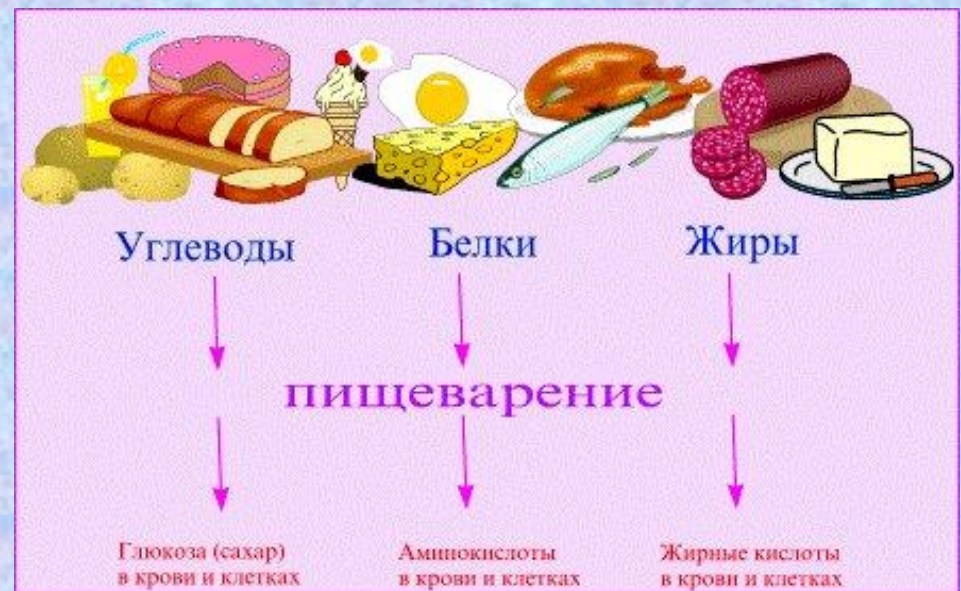 Углеводы Белки Жиры
пищеварение
Глюкоза (сахар) Аминокислоты Жирные кислоты
в крови и клетках в крови и клетках в крови и клетках